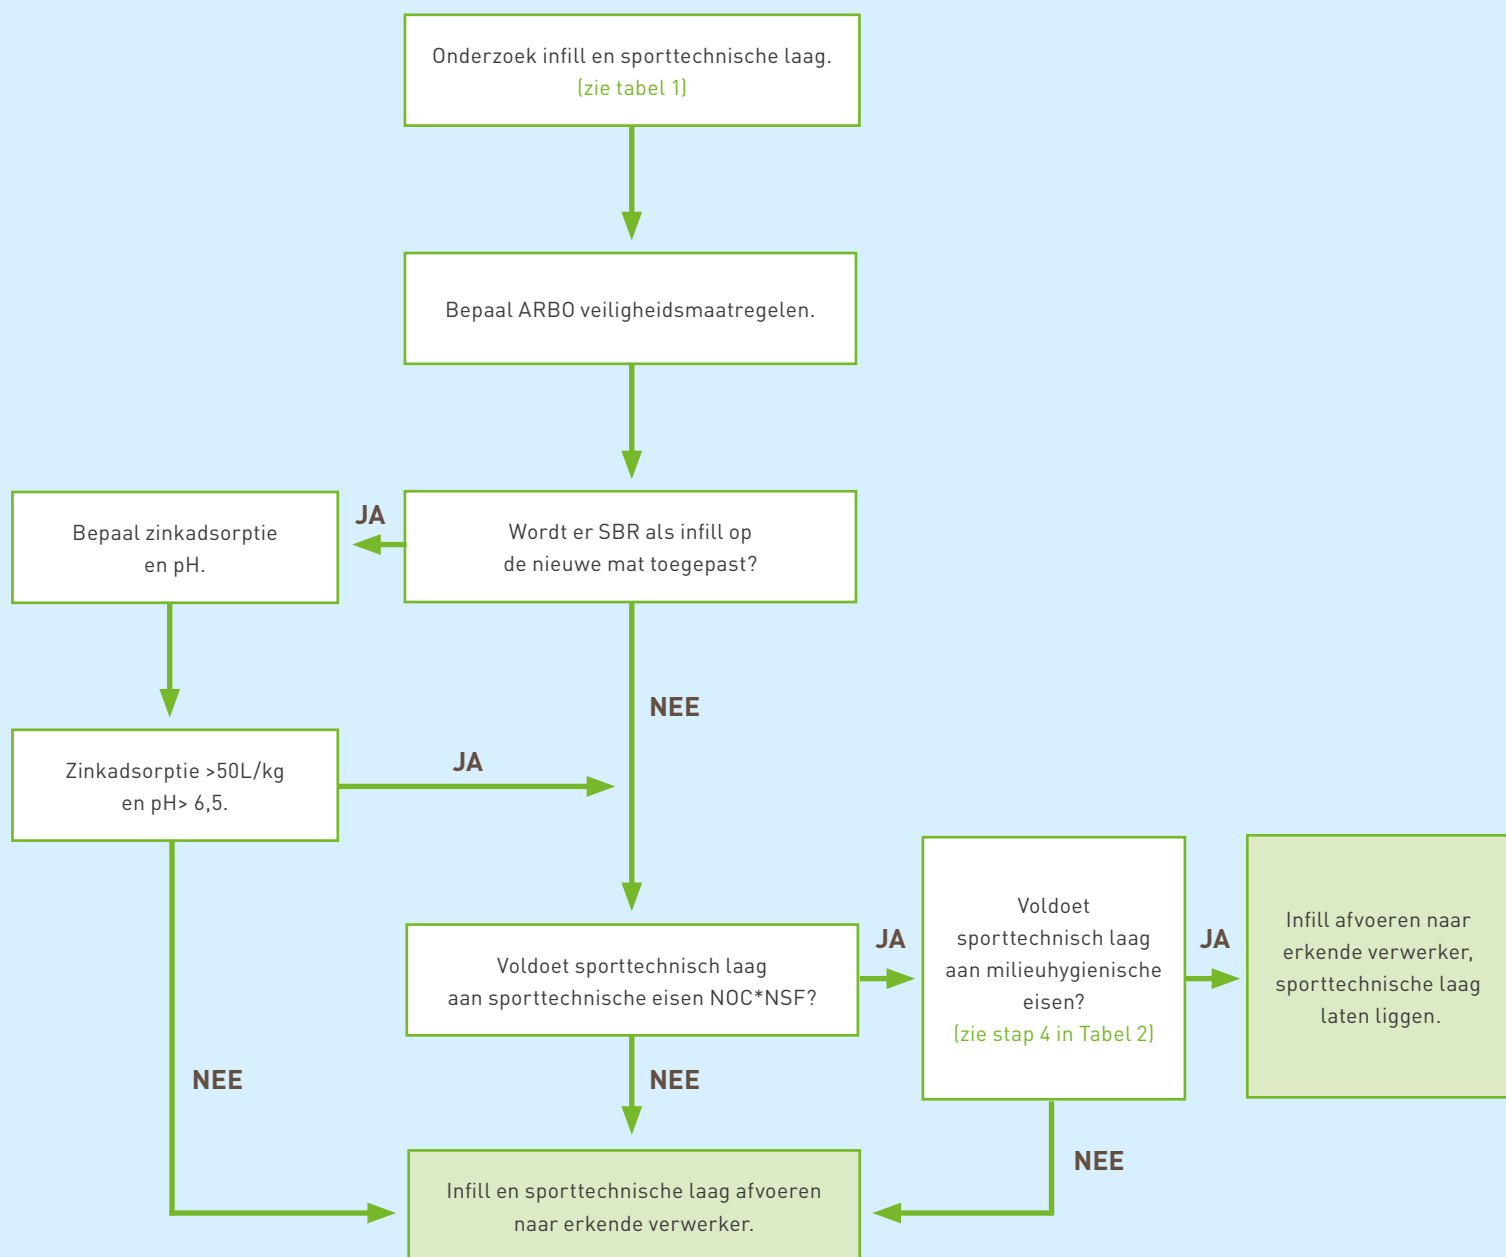 Onderzoek infill en sporttechnische laag.
(zie tabel 1)
Bepaal ARBO veiligheidsmaatregelen.
Wordt er SBR als infill op
de nieuwe mat toegepast?
JA
Bepaal zinkadsorptie
en pH.
NEE
Zinkadsorptie >50L/kg
en pH> 6,5.
JA
NEE
Voldoet sporttechnisch laag
aan sporttechnische eisen NOC*NSF?
JA
Voldoet
sporttechnisch laag
aan milieuhygienische
eisen?
(zie stap 4 in Tabel 2)
JA
Infill afvoeren naar
erkende verwerker,
sporttechnische laag
laten liggen.
NEE
NEE
Infill en sporttechnische laag afvoeren
naar erkende verwerker.